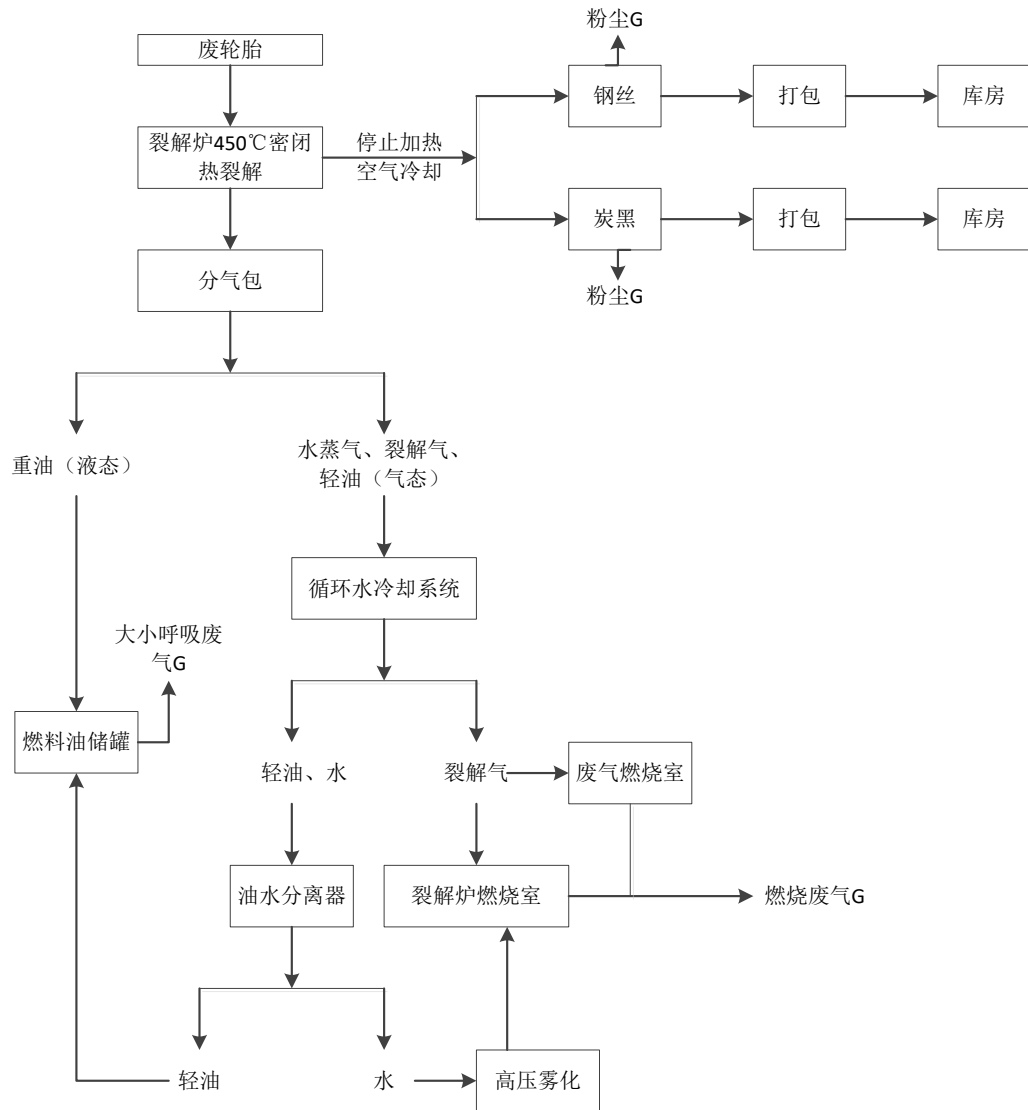 粉尘G
废轮胎
钢丝
打包
库房
裂解炉450℃密闭
热裂解
停止加热
空气冷却
炭黑
打包
库房
分气包
粉尘G
重油（液态）
水蒸气、裂解气、
轻油（气态）
循环水冷却系统
大小呼吸废
气G
燃料油储罐
轻油、水
裂解气
废气燃烧室
油水分离器
裂解炉燃烧室
燃烧废气G
轻油
水
高压雾化